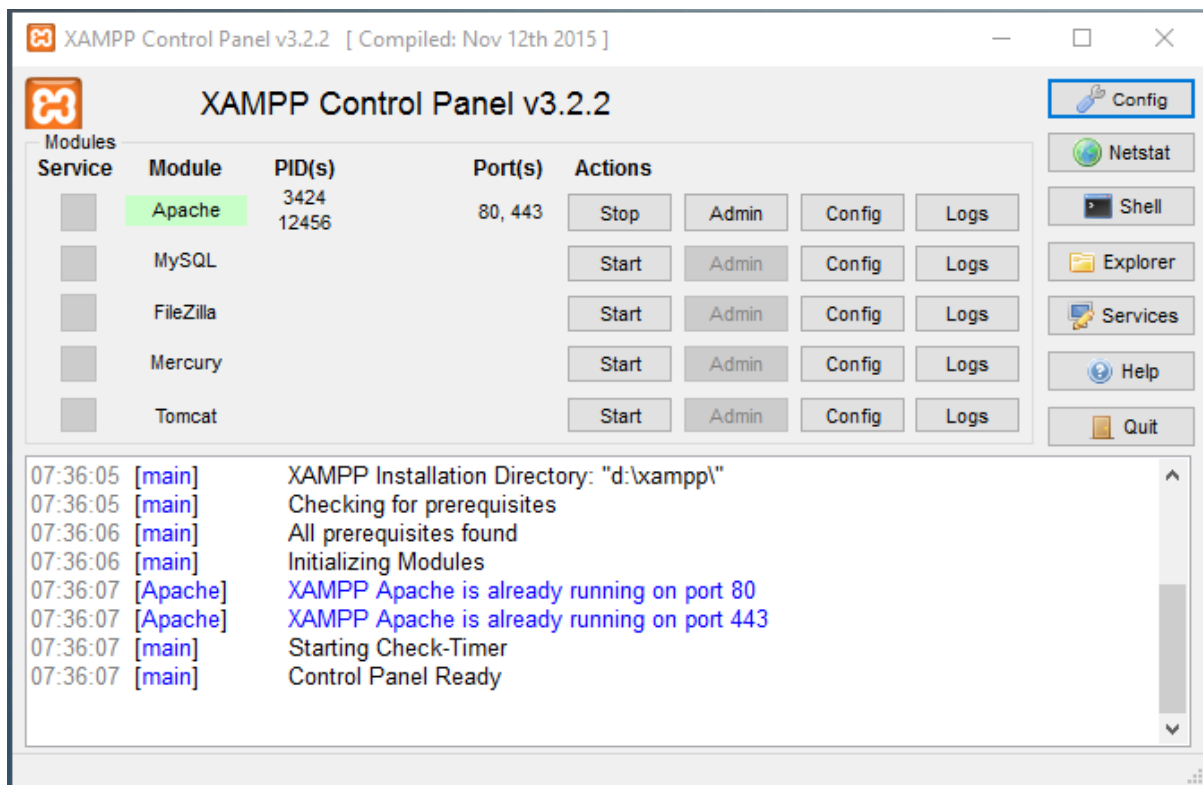 XAMPP Control Panel v3.2.2 [ Compiled: Nov 12th 2015 ]
XAMPP Control Panel v3.2.2
Config
Modules
Service Module PID(s) Port(s) Actions
Netstat
Apache 3424 12456 80, 443 Stop Admin Config Logs
Shell
MySQL Start Admin Config Logs
Explorer
FileZilla Start Admin Config Logs
Services
Mercury Start Admin Config Logs
Help
Tomcat Start Admin Config Logs
Quit
07:36:05 [main] XAMPP Installation Directory: "d:\xampp\"
07:36:05 [main] Checking for prerequisites
07:36:06 [main] All prerequisites found
07:36:06 [main] Initializing Modules
07:36:07 [Apache] XAMPP Apache is already running on port 80
07:36:07 [Apache] XAMPP Apache is already running on port 443
07:36:07 [main] Starting Check-Timer
07:36:07 [main] Control Panel Ready